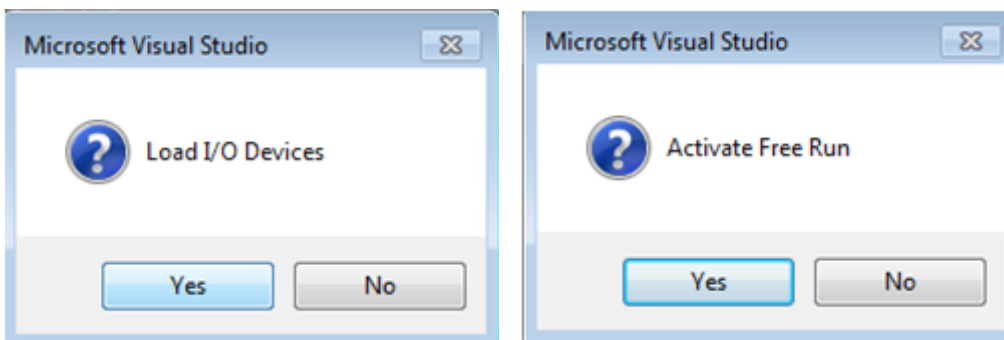 Microsoft Visual Studio
Load I/O Devices
Yes No
Microsoft Visual Studio
Activate Free Run
Yes No